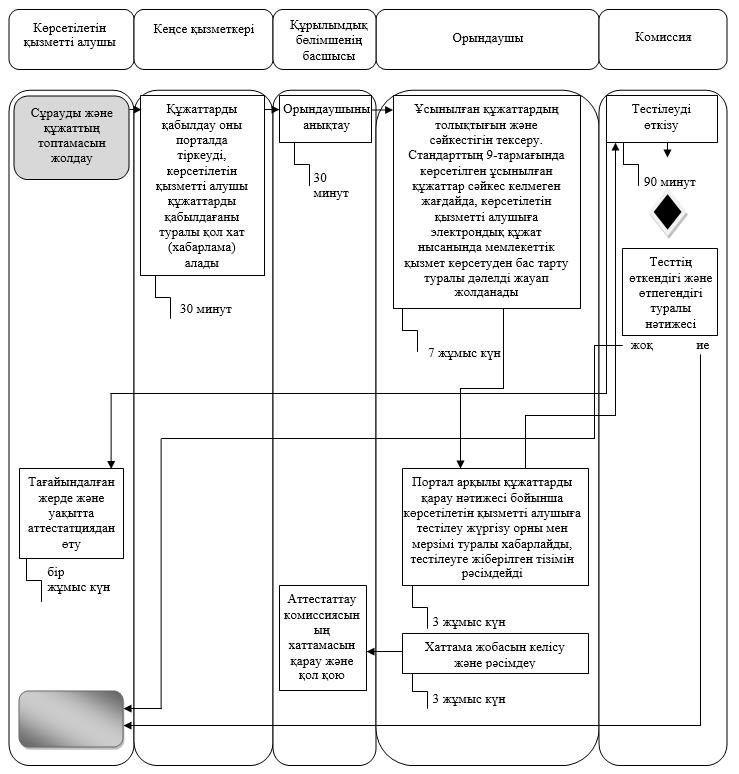 Көрсетілетін
қызметті алушы
Кеңсе қызметкері
Құрылымдық
бөлімшенің
басшысы
Орындаушы
Комиссия
Сұрауды және
құжаттың
топтамасын
жолдау
Құжаттарды
қабылдау оны
порталда
тіркеуді,
көрсетілетін
қызметті алушы
құжаттарды
қабылдағаны
туралы қол хат
(хабарлама)
алады
30 минут
Орындаушыны
анықтау
30
минут
Ұсынылған құжаттардың
толықтығын және
сәйкестігін тексеру.
Стандарттың 9-тармағында
көрсетілген ұсынылған
құжаттар сәйкес келмеген
жағдайда, көрсетілетін
қызметті алушыға
электрондық құжат
нысанында мемлекеттік
қызмет көрсетуден бас тарту
туралы дәлелді жауап
жолданады
7 жұмыс күн
Тестілеуді
өткізу
90 минут
Тесттің
өткендігі және
өтпегендігі
туралы
нәтижесі
жоқ
ие
Тағайындалған
жерде және
уақытта
аттестатциядан
өту
бір
жұмыс күн
Портал арқылы құжаттарды
қарау нәтижесі бойынша
көрсетілетін қызметті алушыға
тестілеу жүргізу орны мен
мерзімі туралы хабарлайды,
тестілеуге жіберілген тізімін
рәсімдейді
3 жұмыс күн
Аттестаттау
комиссиясын
ың
хаттамасын
қарау және
қол қою
Хаттама жобасын келісу
және рәсімдеу
3 жұмыс күн